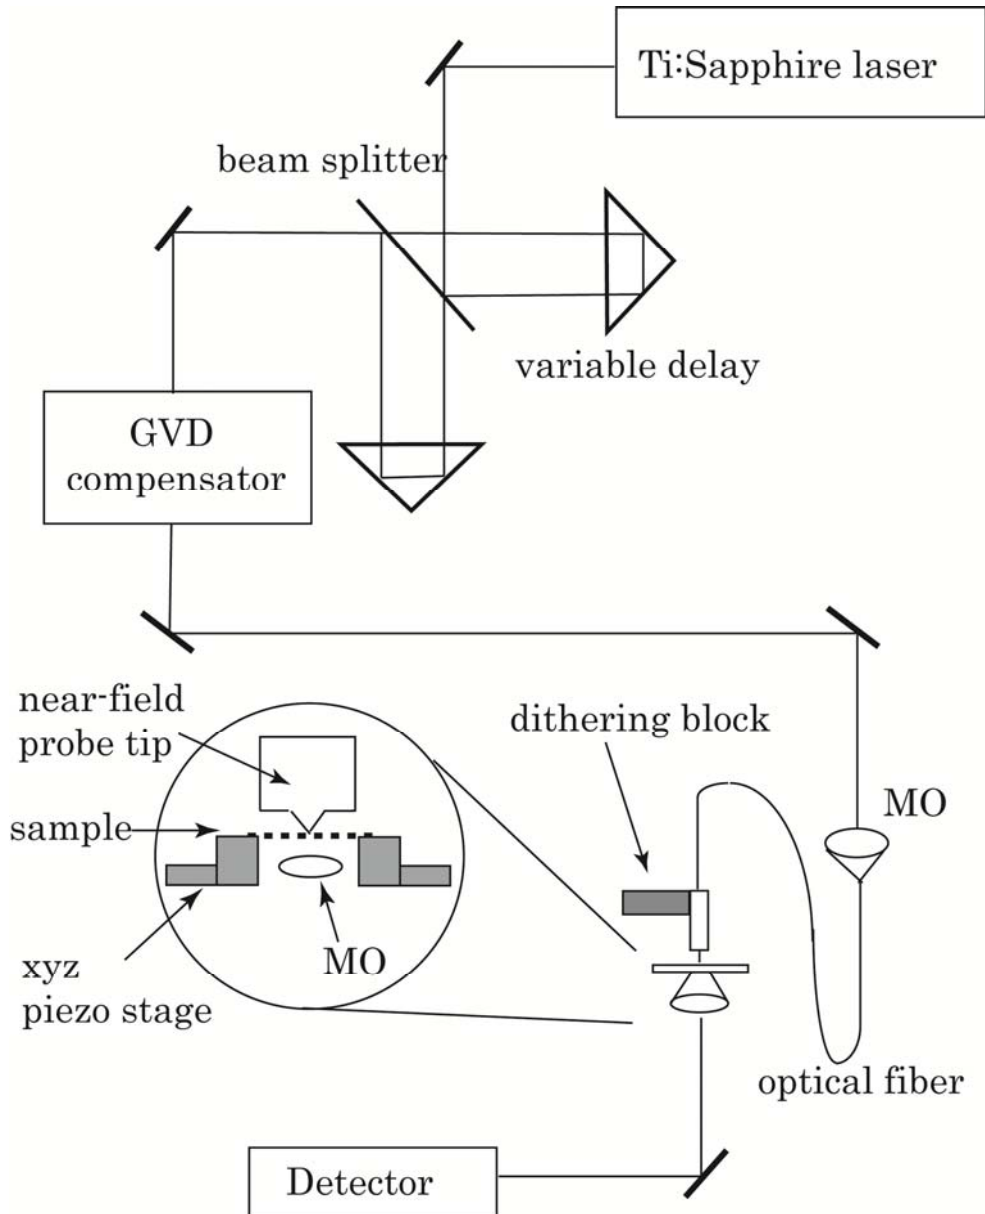 Ti:Sapphire laser
beam splitter
variable delay
GVD
compensator
near-field
probe tip
dithering block
sample
MO
MO
xyz
piezo stage
optical fiber
Detector